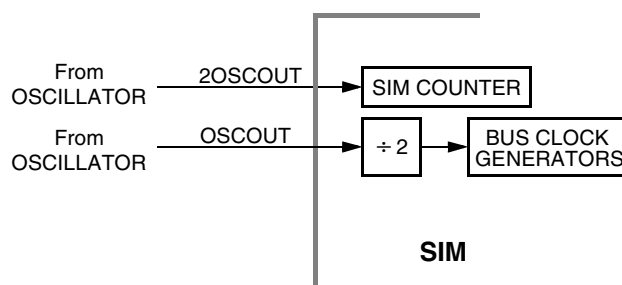 From
OSCILLATOR
2OSCOUT
SIM COUNTER
From
OSCILLATOR
OSCOUT
÷ 2
BUS CLOCK
GENERATORS
SIM